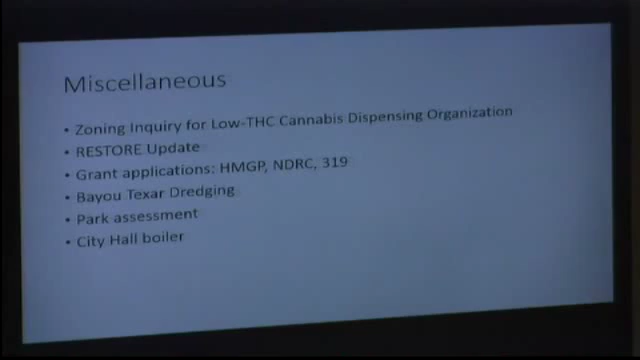 Miscellaneous
• Zoning Inquiry for Low-THC Cannabis Dispensing Organization
• RESTORE Update
• Grant applications: HMGP, NDRC, 319
• Bayou Texar Dredging
• Park assessment
• City Hall boiler